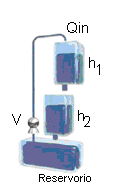 Qin
h1
V
h2
Reservorio